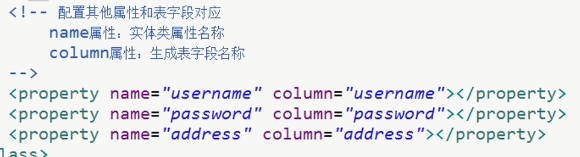 <!-- 配置其他属性和表字段对应
name属性：实体类属性名称
column属性：生成表字段名称
-->
<property name="username" column="username"></property>
<property name="password" column="password"></property>
<property name="address" column="address"></property>
lass>